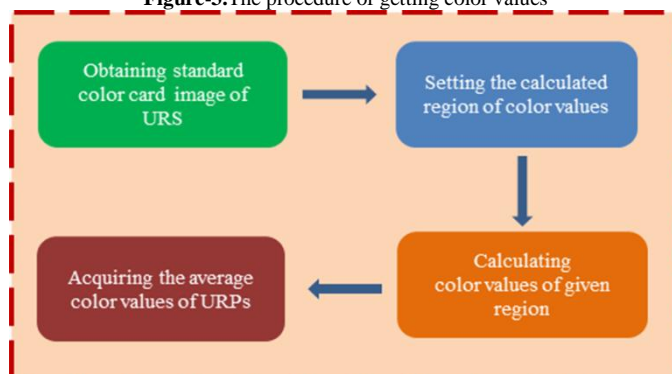 Figure-3.The procedure of getting color values
Obtaining standard
color card image of
URS
Setting the calculated
region of color values
Calculating
color values of given
region
Acquiring the average
color values of URPs